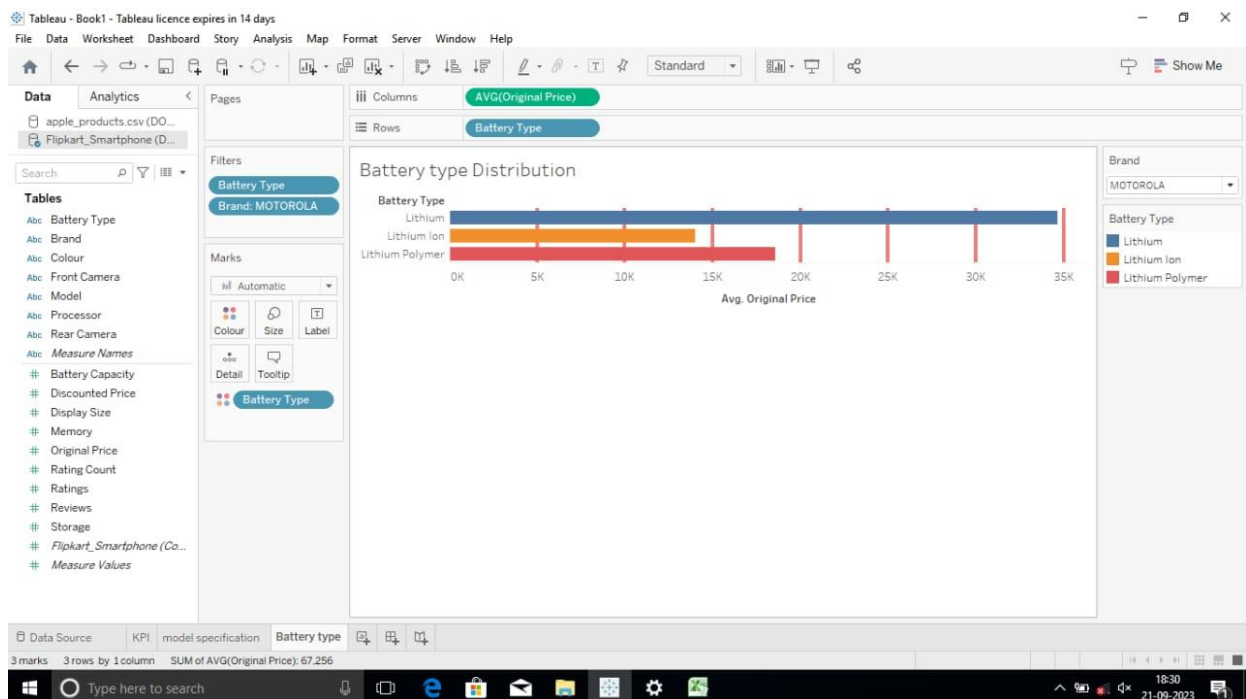 Tableau - Book1 - Tableau licence expires in 14 days
File Data Worksheet Dashboard Story Analysis Map Format Server Window Help
Standard
Show Me
Data Analytics
apple_products.csv (DO...
Flipkart_Smartphone (D...
Search
Tables
Abc Battery Type
Abc Brand
Abc Colour
Abc Front Camera
Abc Model
Abc Processor
Abc Rear Camera
Abc Measure Names
# Battery Capacity
# Discounted Price
# Display Size
# Memory
# Original Price
# Rating Count
# Ratings
# Reviews
# Storage
# Flipkart_Smartphone (Co...
# Measure Values
Pages
Filters
Battery Type
Brand: MOTOROLA
Marks
Automatic
Colour Size Label
Detail Tooltip
Battery Type
Columns AVG(Original Price)
Rows Battery Type
Battery type Distribution
Battery Type
Lithium
Lithium Ion
Lithium Polymer
0K 5K 10K 15K 20K 25K 30K 35K
Avg. Original Price
Brand
MOTOROLA
Battery Type
Lithium
Lithium Ion
Lithium Polymer
Data Source KPI model specification Battery type
3 marks 3 rows by 1 column SUM of AVG(Original Price): 67,256
Type here to search
18:30
21-09-2023